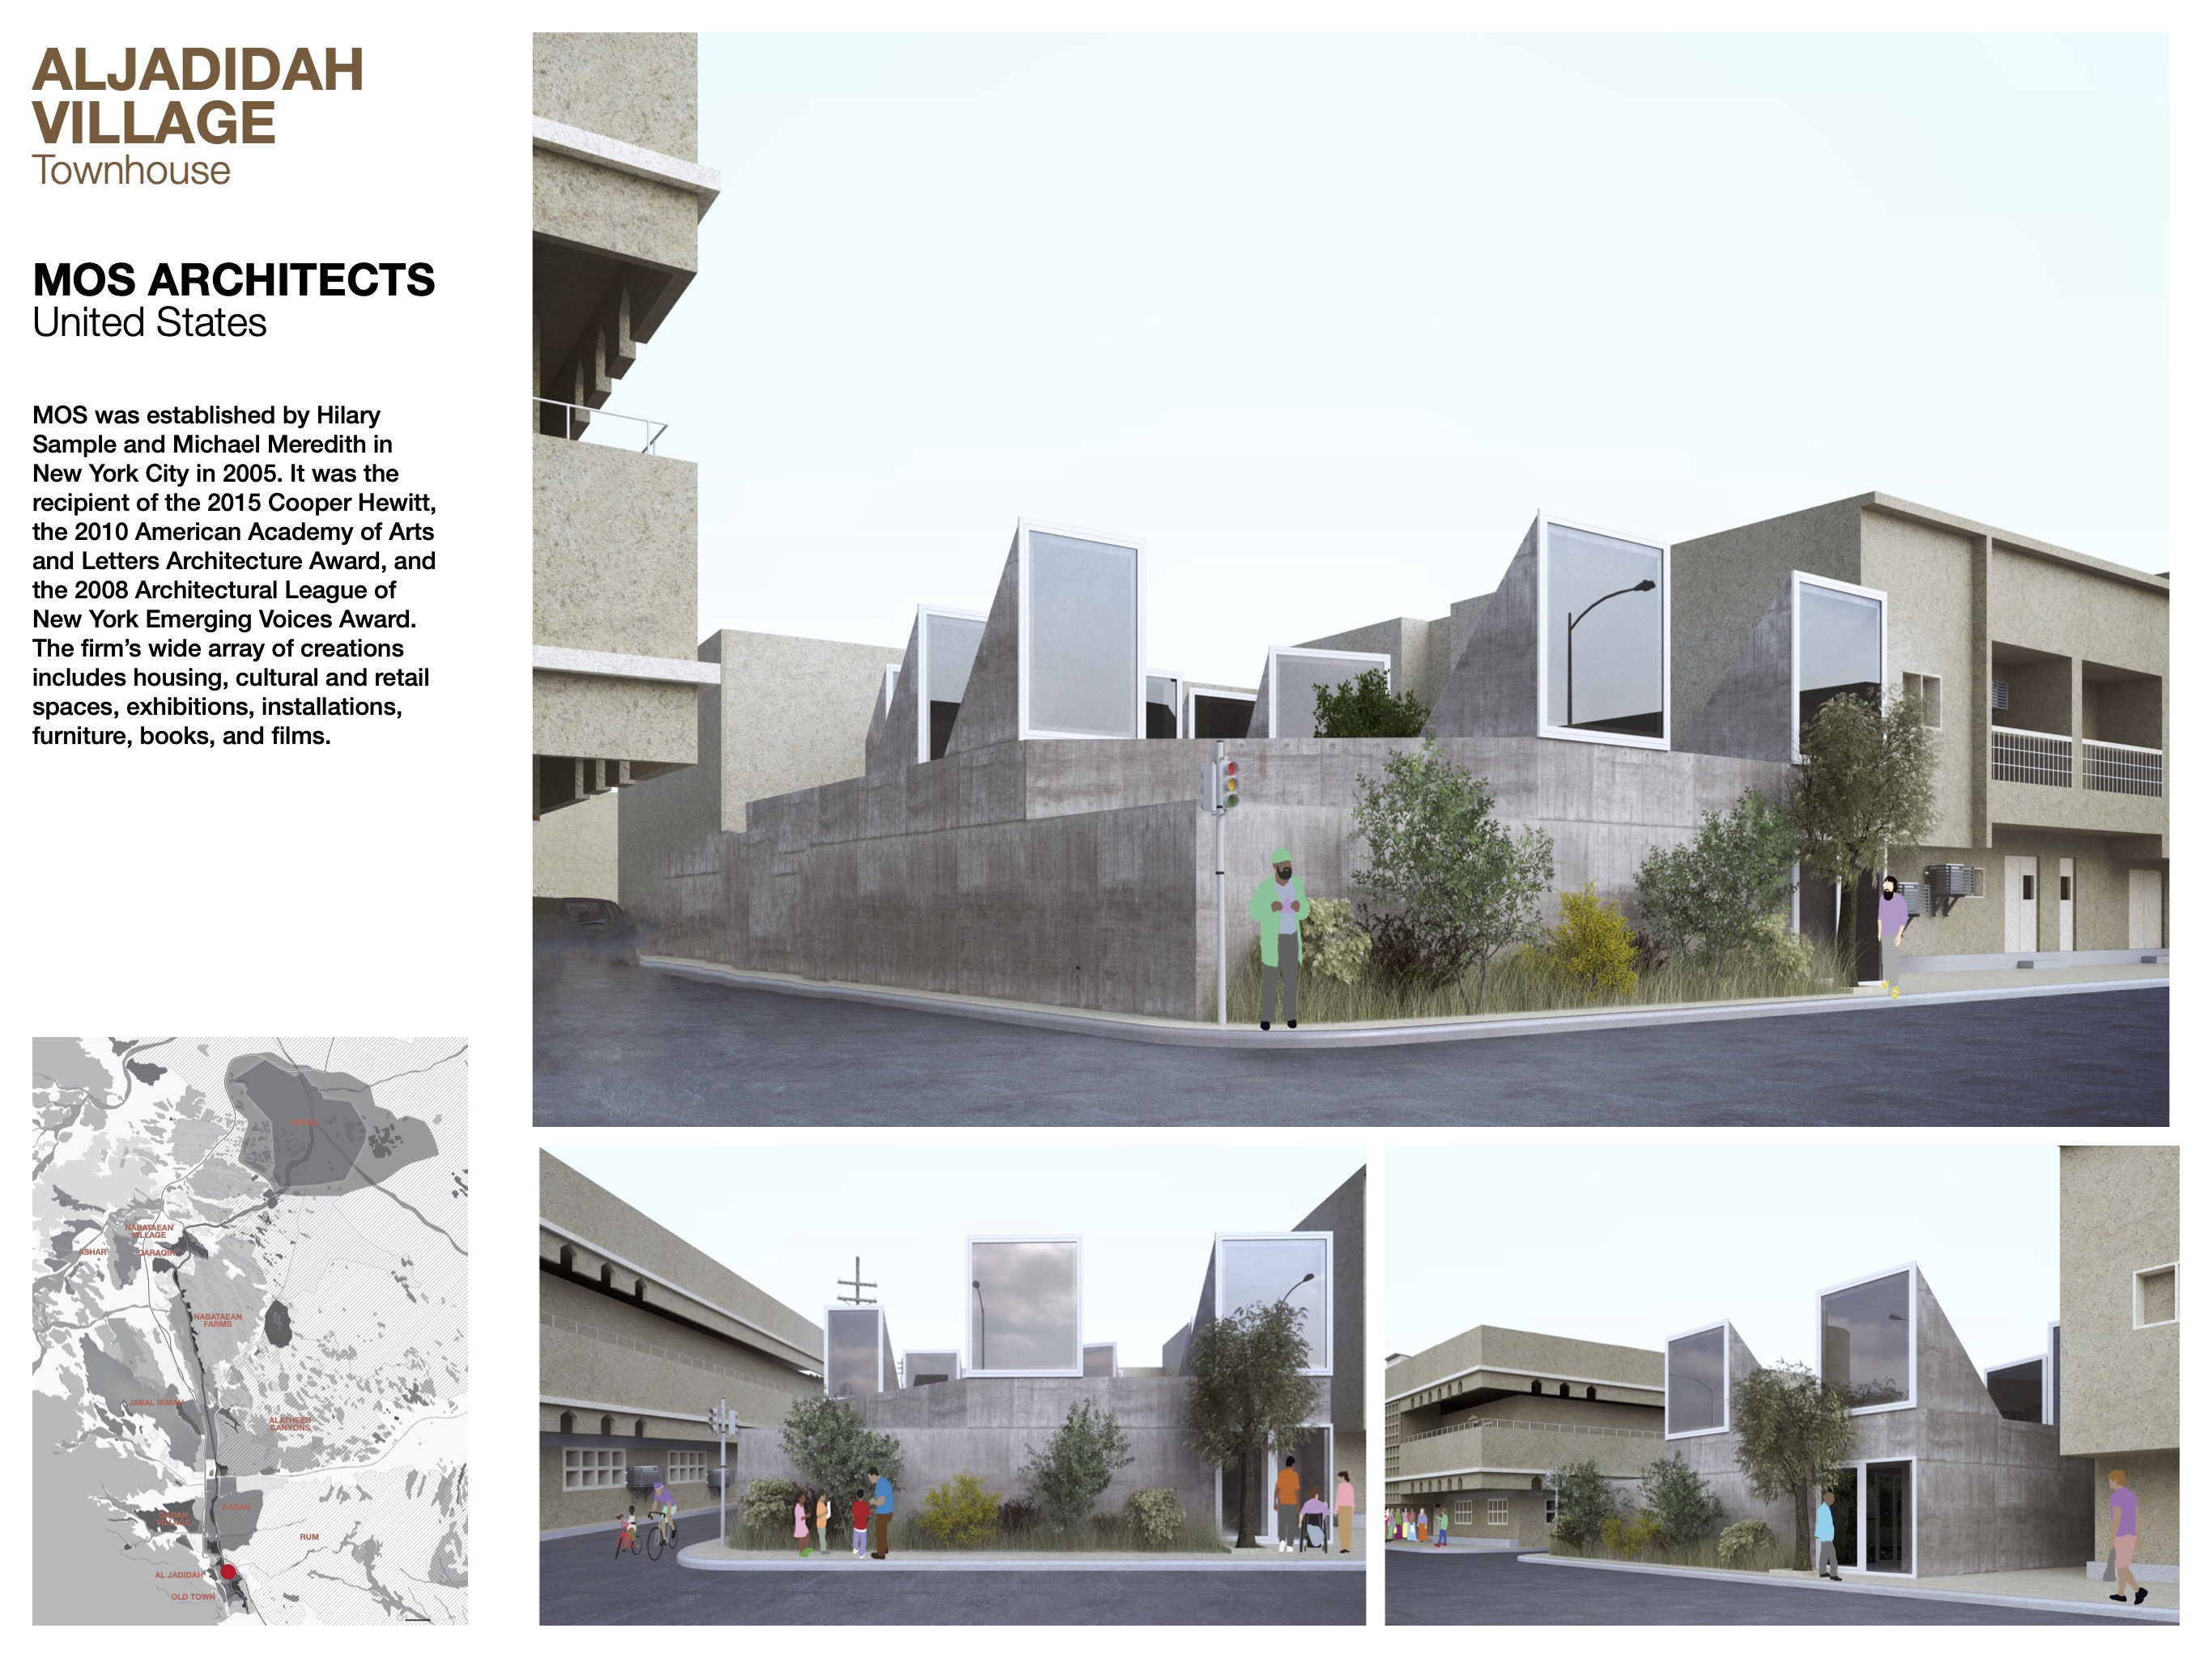 ALJADIDAH
VILLAGE
Townhouse
MOS ARCHITECTS
United States
MOS was established by Hilary
Sample and Michael Meredith in
New York City in 2005. It was the
recipient of the 2015 Cooper Hewitt,
the 2010 American Academy of Arts
and Letters Architecture Award, and
the 2008 Architectural League of
New York Emerging Voices Award.
The firm’s wide array of creations
includes housing, cultural and retail
spaces, exhibitions, installations,
furniture, books, and films.
NABATAEAN
VILLAGE
ASHAR
QARAQIR
NABATAEAN
FARMS
JABAL IKMAH
ALATHEEB
CANYONS
DADAN
VILLAGE
DADAN
RUM
AL JADIDAH
OLD TOWN